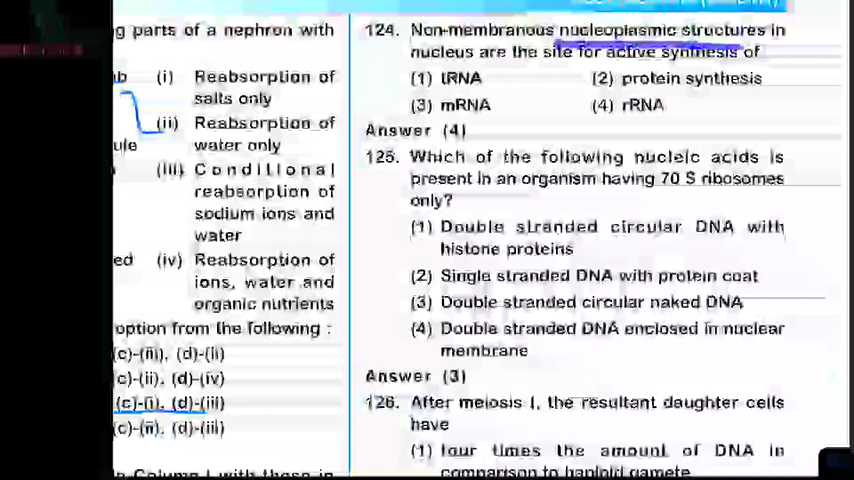 g parts of a nephron with
(i) Reabsorption of
salts only
(ii) Reabsorption of
ule water only
(iii) Conditional
reabsorption of
sodium ions and
water
ed (iv) Reabsorption of
ions, water and
organic nutrients
option from the following :
(c)-(iii), (d)-(ii)
(c)-(ii), (d)-(iv)
(c)-(i), (d)-(iii)
(c)-(ii), (d)-(iii)
in Column I with those in
124. Non-membranous nucleoplasmic structures in
nucleus are the site for active synthesis of
(1) tRNA (2) protein synthesis
(3) mRNA (4) rRNA
Answer (4)
125. Which of the following nucleic acids is
present in an organism having 70 S ribosomes
only?
(1) Double stranded circular DNA with
histone proteins
(2) Single stranded DNA with protein coat
(3) Double stranded circular naked DNA
(4) Double stranded DNA enclosed in nuclear
membrane
Answer (3)
126. After meiosis I, the resultant daughter cells
have
(1) four times the amount of DNA in
comparison to haploid gamete